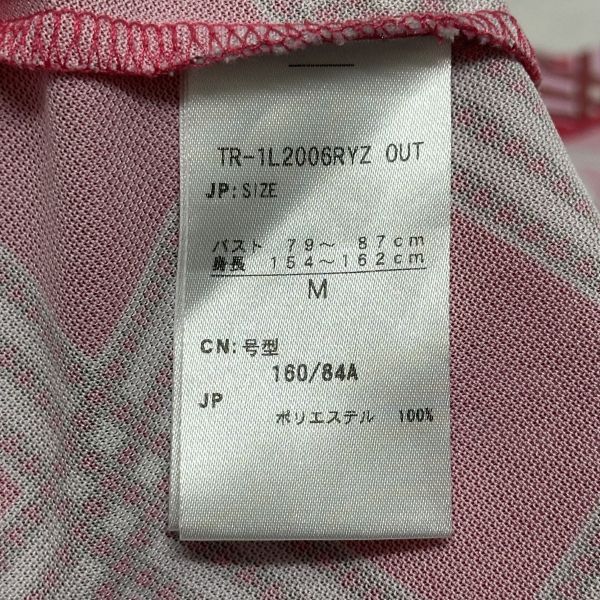 TR-1L2006RYZ OUT
JP:SIZE
バスト 79〜 87cm
身長 154〜162cm
M
CN:号型
160/84A
JP
ポリエステル 100%